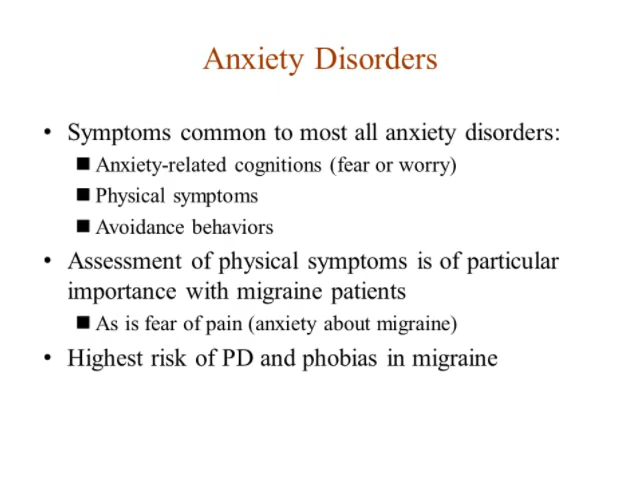 Anxiety Disorders
• Symptoms common to most all anxiety disorders:
■ Anxiety-related cognitions (fear or worry)
■ Physical symptoms
■ Avoidance behaviors
• Assessment of physical symptoms is of particular
importance with migraine patients
■ As is fear of pain (anxiety about migraine)
• Highest risk of PD and phobias in migraine